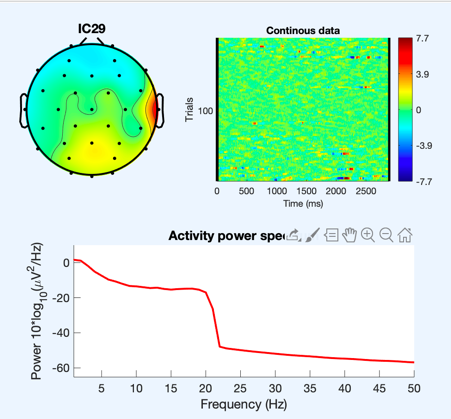 IC29
Continous data
Trials
100
7.7
3.9
0
-3.9
-7.7
0 500 1000 1500 2000 2500
Time (ms)
Activity power spe
Power 10*log10(μV2/Hz)
0
-20
-40
-60
5 10 15 20 25 30 35 40 45 50
Frequency (Hz)